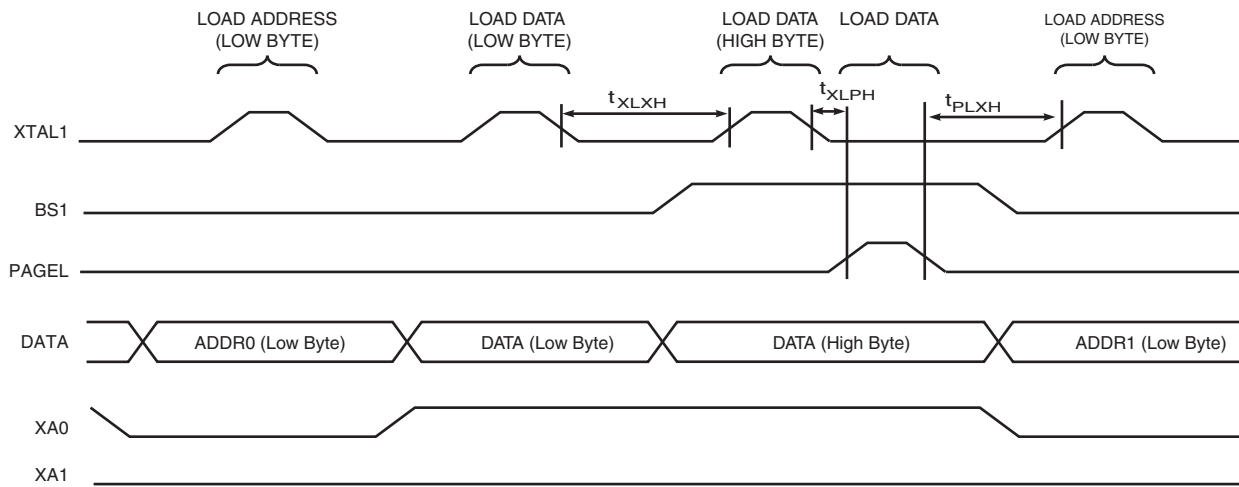 LOAD ADDRESS
(LOW BYTE)
LOAD DATA
(LOW BYTE)
LOAD DATA
(HIGH BYTE)
LOAD DATA
LOAD ADDRESS
(LOW BYTE)
tXLXH
tXLPH
tPLXH
XTAL1
BS1
PAGEL
DATA
ADDR0 (Low Byte)
DATA (Low Byte)
DATA (High Byte)
ADDR1 (Low Byte)
XA0
XA1